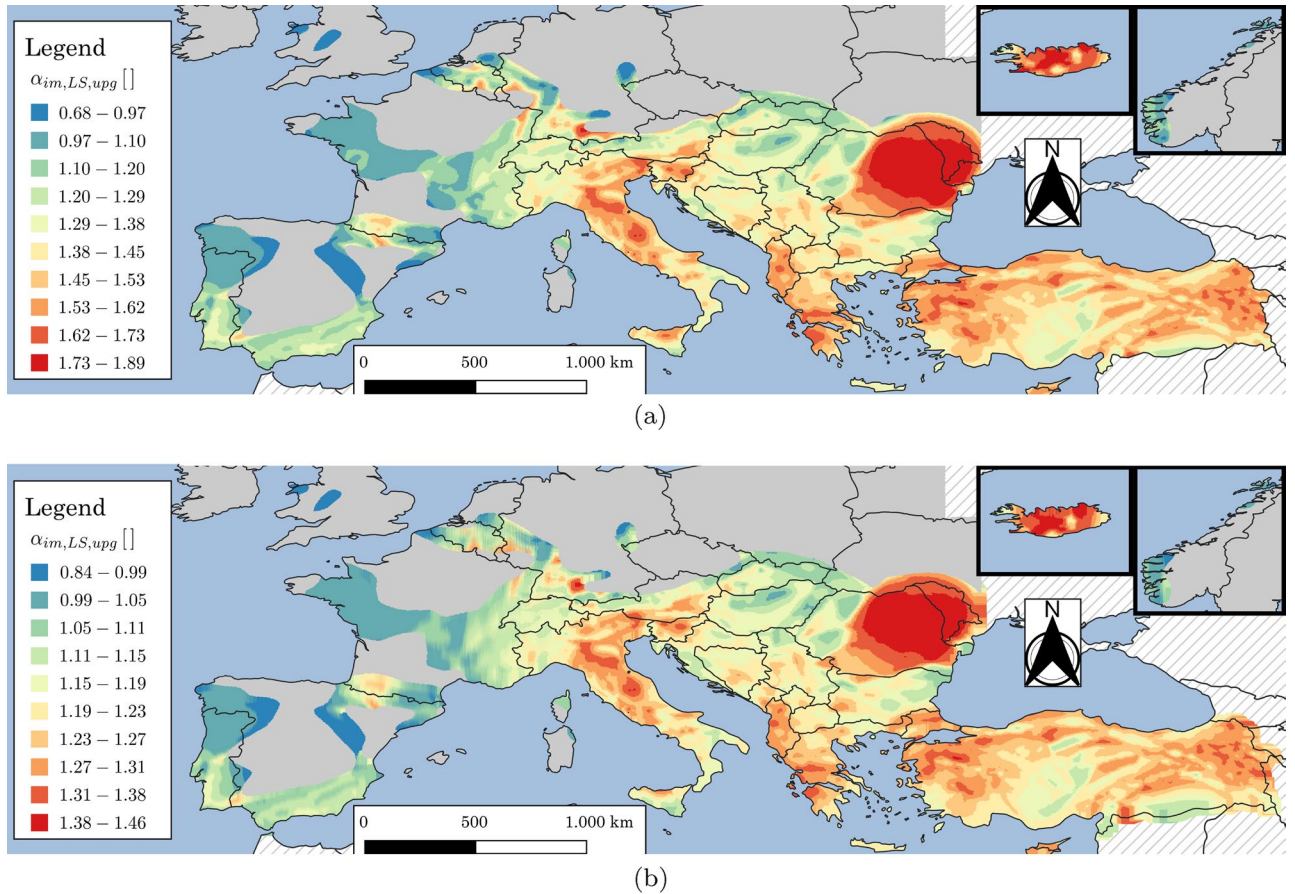 Legend
α_{im,LS,upg} [ ]
0.68 – 0.97
0.97 – 1.10
1.10 – 1.20
1.20 – 1.29
1.29 – 1.38
1.38 – 1.45
1.45 – 1.53
1.53 – 1.62
1.62 – 1.73
1.73 – 1.89
N
0 500 1.000 km
(a)
Legend
α_{im,LS,upg} [ ]
0.84 – 0.99
0.99 – 1.05
1.05 – 1.11
1.11 – 1.15
1.15 – 1.19
1.19 – 1.23
1.23 – 1.27
1.27 – 1.31
1.31 – 1.38
1.38 – 1.46
N
0 500 1.000 km
(b)